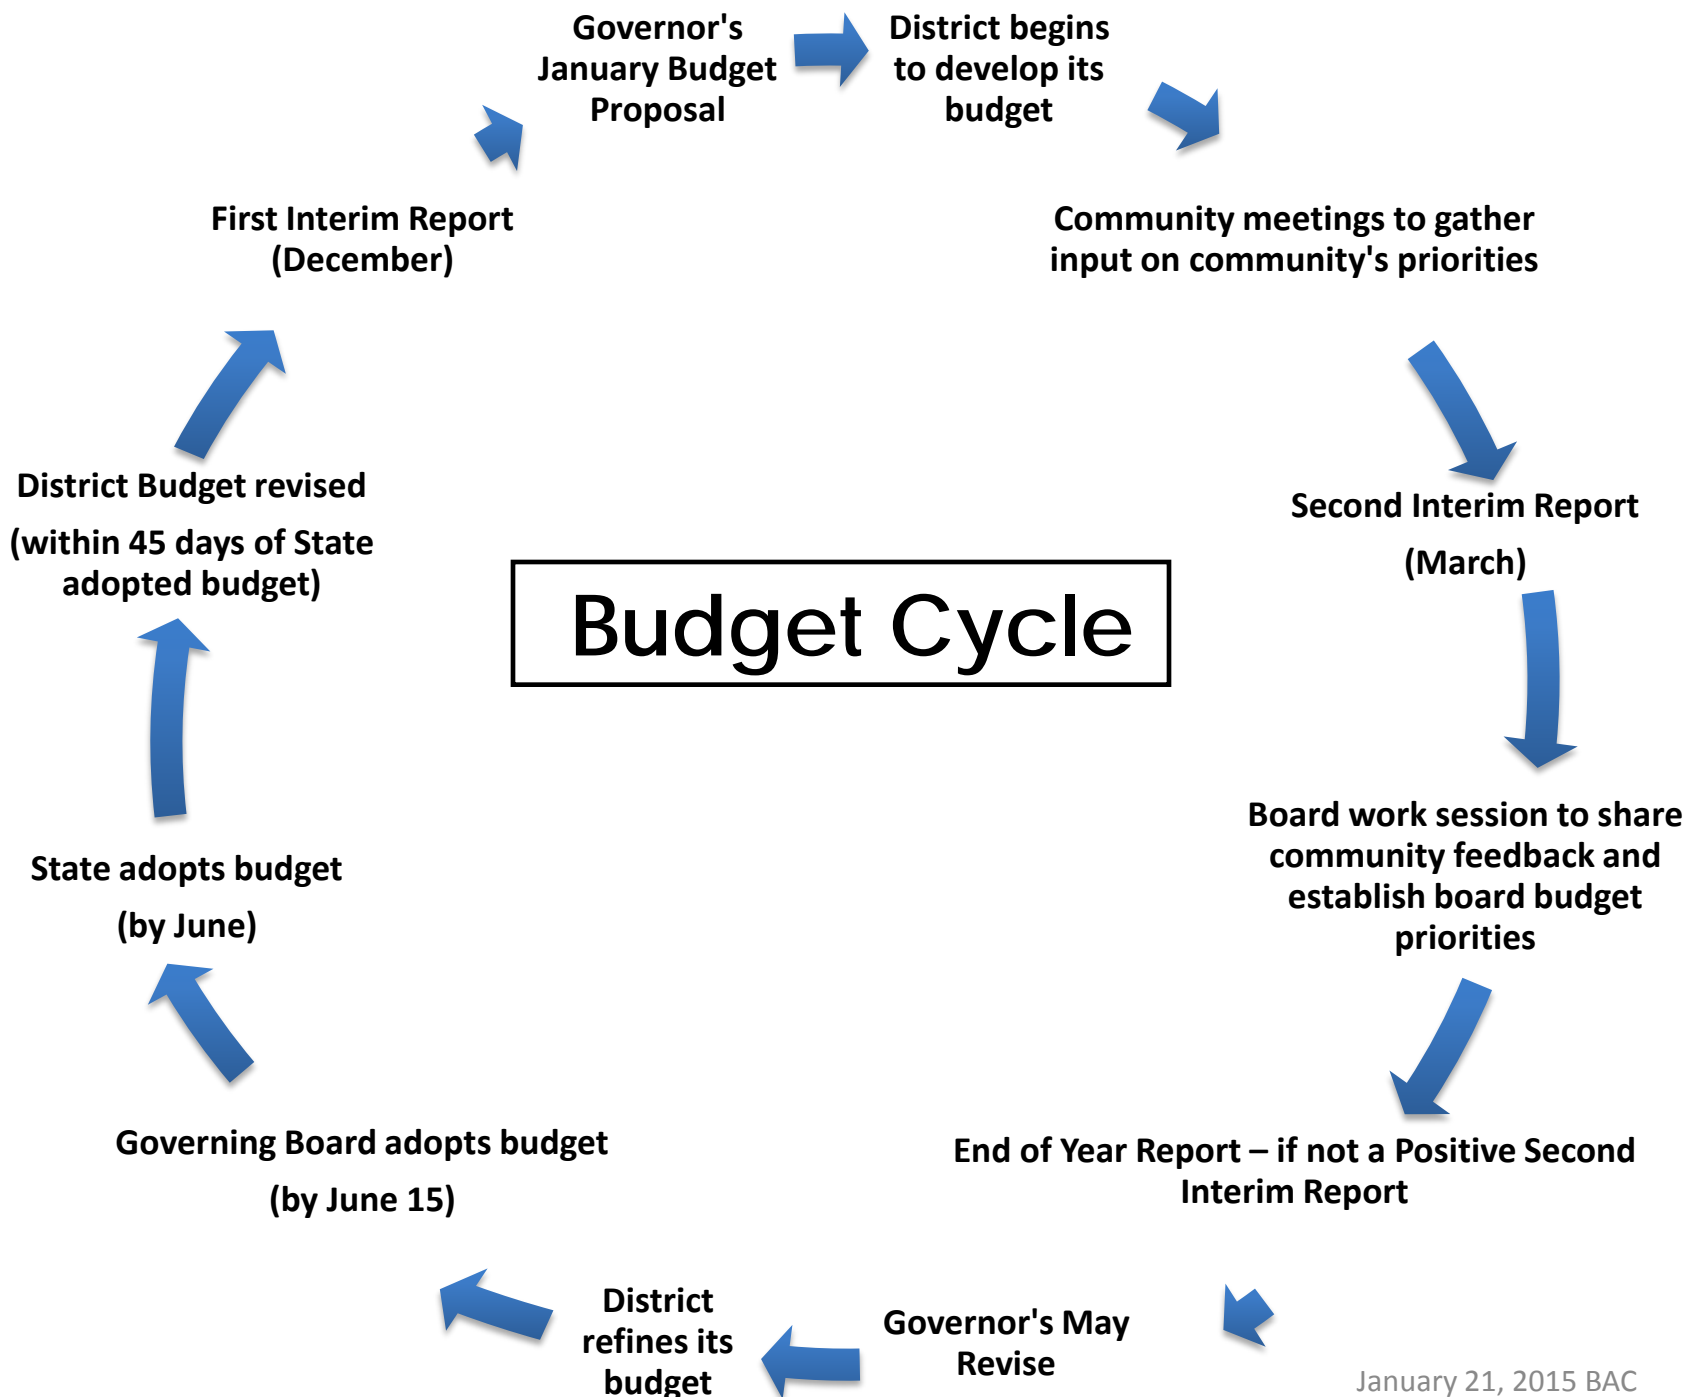 Governor's
January Budget
Proposal
District begins
to develop its
budget
Community meetings to gather
input on community's priorities
Second Interim Report
(March)
Board work session to share
community feedback and
establish board budget
priorities
End of Year Report – if not a Positive Second
Interim Report
Governor's May
Revise
District
refines its
budget
Governing Board adopts budget
(by June 15)
State adopts budget
(by June)
District Budget revised
(within 45 days of State
adopted budget)
First Interim Report
(December)
Budget Cycle
January 21, 2015 BAC